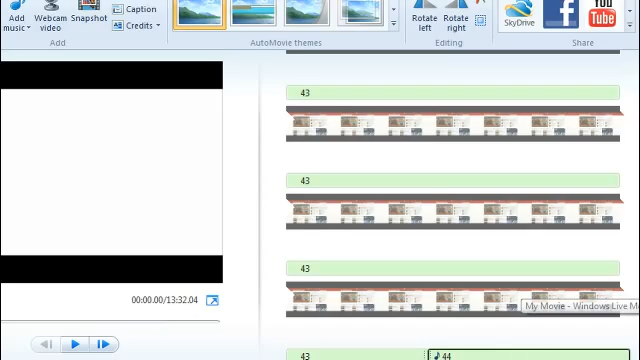 Add music
Webcam video
Snapshot
Caption
Credits
Add
AutoMovie themes
Rotate left
Rotate right
Editing
SkyDrive
f
You Tube
Share
43
43
43
00:00.00/13:32.04
My Movie - Windows Live M
43
44